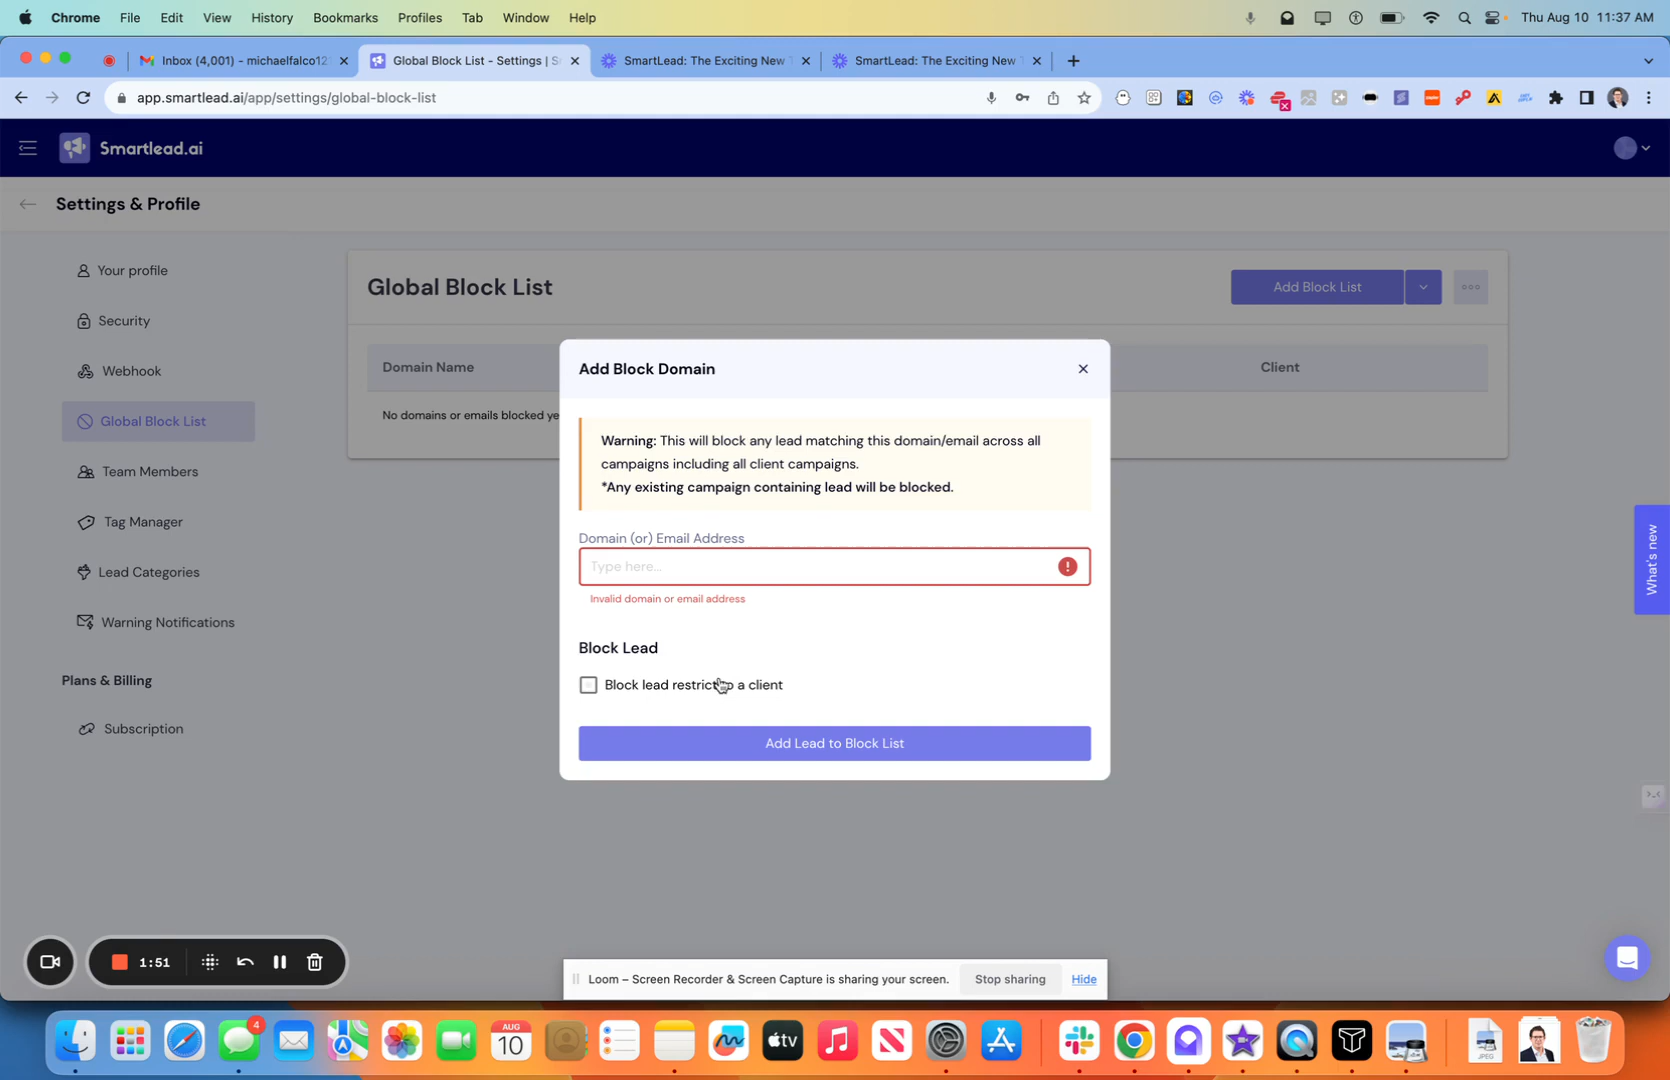 Chrome File Edit View History Bookmarks Profiles Tab Window Help Thu Aug 10 11:37 AM
Inbox (4,001) - michaelfalco12 Global Block List - Settings | S SmartLead: The Exciting New SmartLead: The Exciting New
app.smartlead.ai/app/settings/global-block-list
Smartlead.ai
Settings & Profile
Your profile
Security
Webhook
Global Block List
Team Members
Tag Manager
Lead Categories
Warning Notifications
Plans & Billing
Subscription
Global Block List
Add Block List
Domain Name
Client
No domains or emails blocked ye
Add Block Domain
Warning: This will block any lead matching this domain/email across all
campaigns including all client campaigns.
*Any existing campaign containing lead will be blocked.
Domain (or) Email Address
Type here...
Invalid domain or email address
Block Lead
Block lead restrict a client
Add Lead to Block List
What's new
1:51
Loom – Screen Recorder & Screen Capture is sharing your screen. Stop sharing Hide
4
AUG
10
tv
JPEG